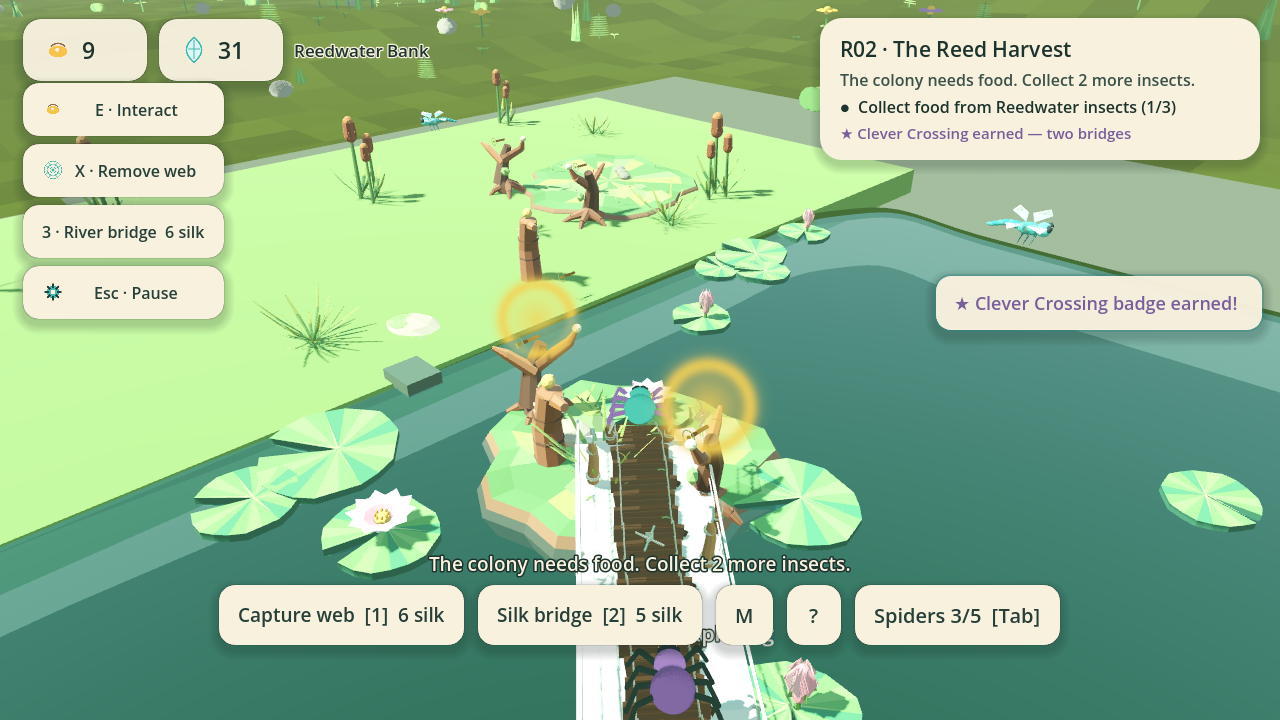 9
31
Reedwater Bank
E · Interact
X · Remove web
3 · River bridge 6 silk
Esc · Pause
R02 · The Reed Harvest
The colony needs food. Collect 2 more insects.
● Collect food from Reedwater insects (1/3)
★ Clever Crossing earned — two bridges
★ Clever Crossing badge earned!
The colony needs food. Collect 2 more insects.
Capture web [1] 6 silk
Silk bridge [2] 5 silk
M
?
Spiders 3/5 [Tab]